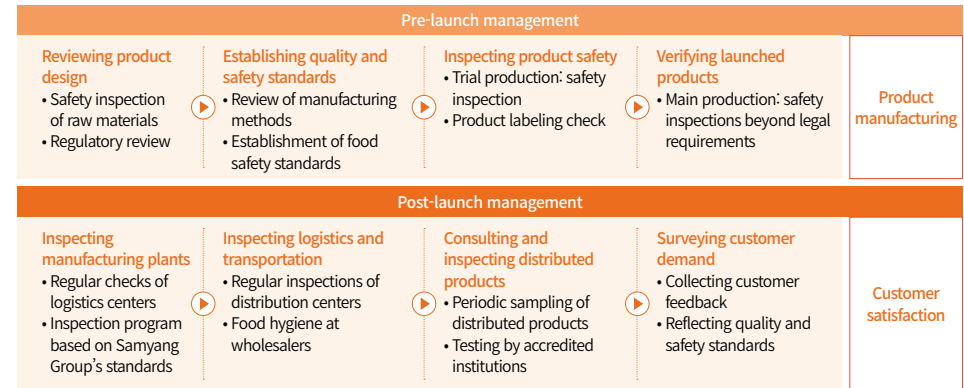 Pre-launch management
Reviewing product
design
• Safety inspection
of raw materials
• Regulatory review
Establishing quality and
safety standards
• Review of manufacturing
methods
• Establishment of food
safety standards
Inspecting product safety
• Trial production: safety
inspection
• Product labeling check
Verifying launched
products
• Main production: safety
inspections beyond legal
requirements
Product
manufacturing
Post-launch management
Inspecting
manufacturing plants
• Regular checks of
logistics centers
• Inspection program
based on Samyang
Group's standards
Inspecting logistics and
transportation
• Regular inspections of
distribution centers
• Food hygiene at
wholesalers
Consulting and
inspecting distributed
products
• Periodic sampling of
distributed products
• Testing by accredited
institutions
Surveying customer
demand
• Collecting customer
feedback
• Reflecting quality and
safety standards
Customer
satisfaction